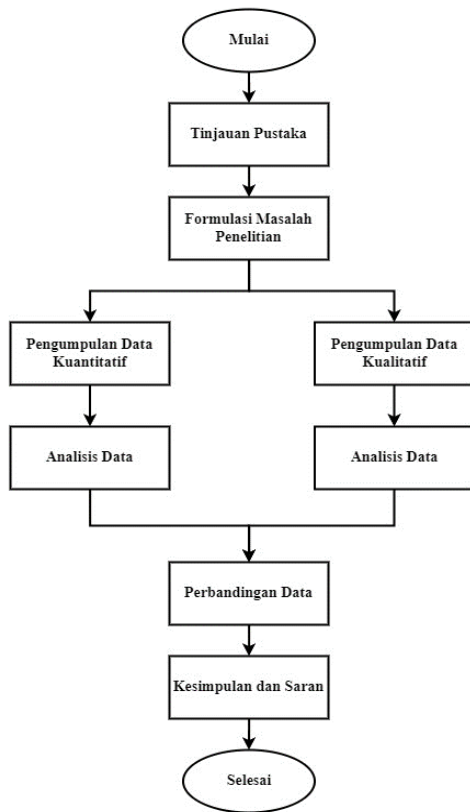 Mulai
Tinjauan Pustaka
Formulasi Masalah
Penelitian
Pengumpulan Data
Kuantitatif
Pengumpulan Data
Kualitatif
Analisis Data
Analisis Data
Perbandingan Data
Kesimpulan dan Saran
Selesai